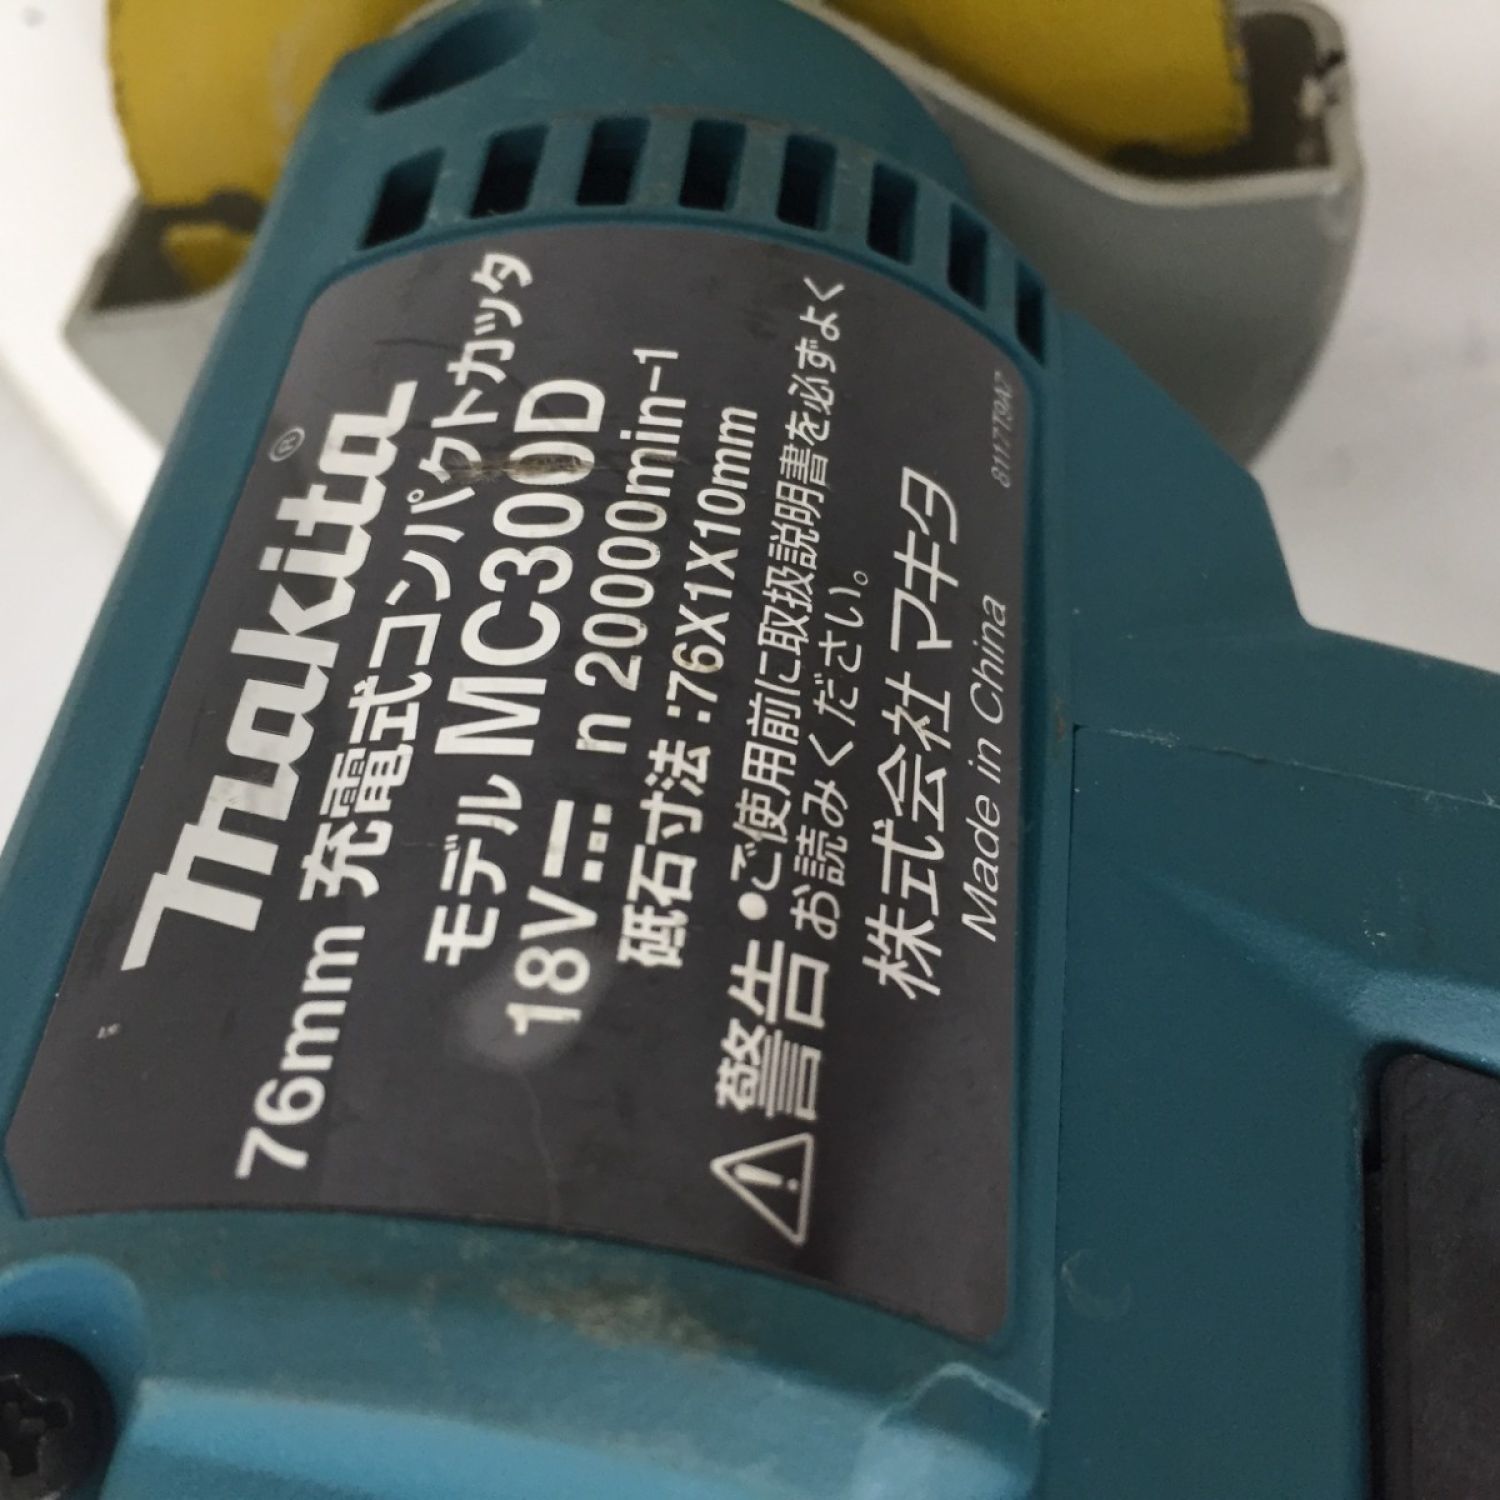 makita®
76mm 充電式コンパクトカッタ
モデル MC300D
18V n 20000min-1
砥石寸法:76X1X10mm
警告 ●ご使用前に取扱説明書を必ずよく
お読みください。
株式会社マキタ
Made in China